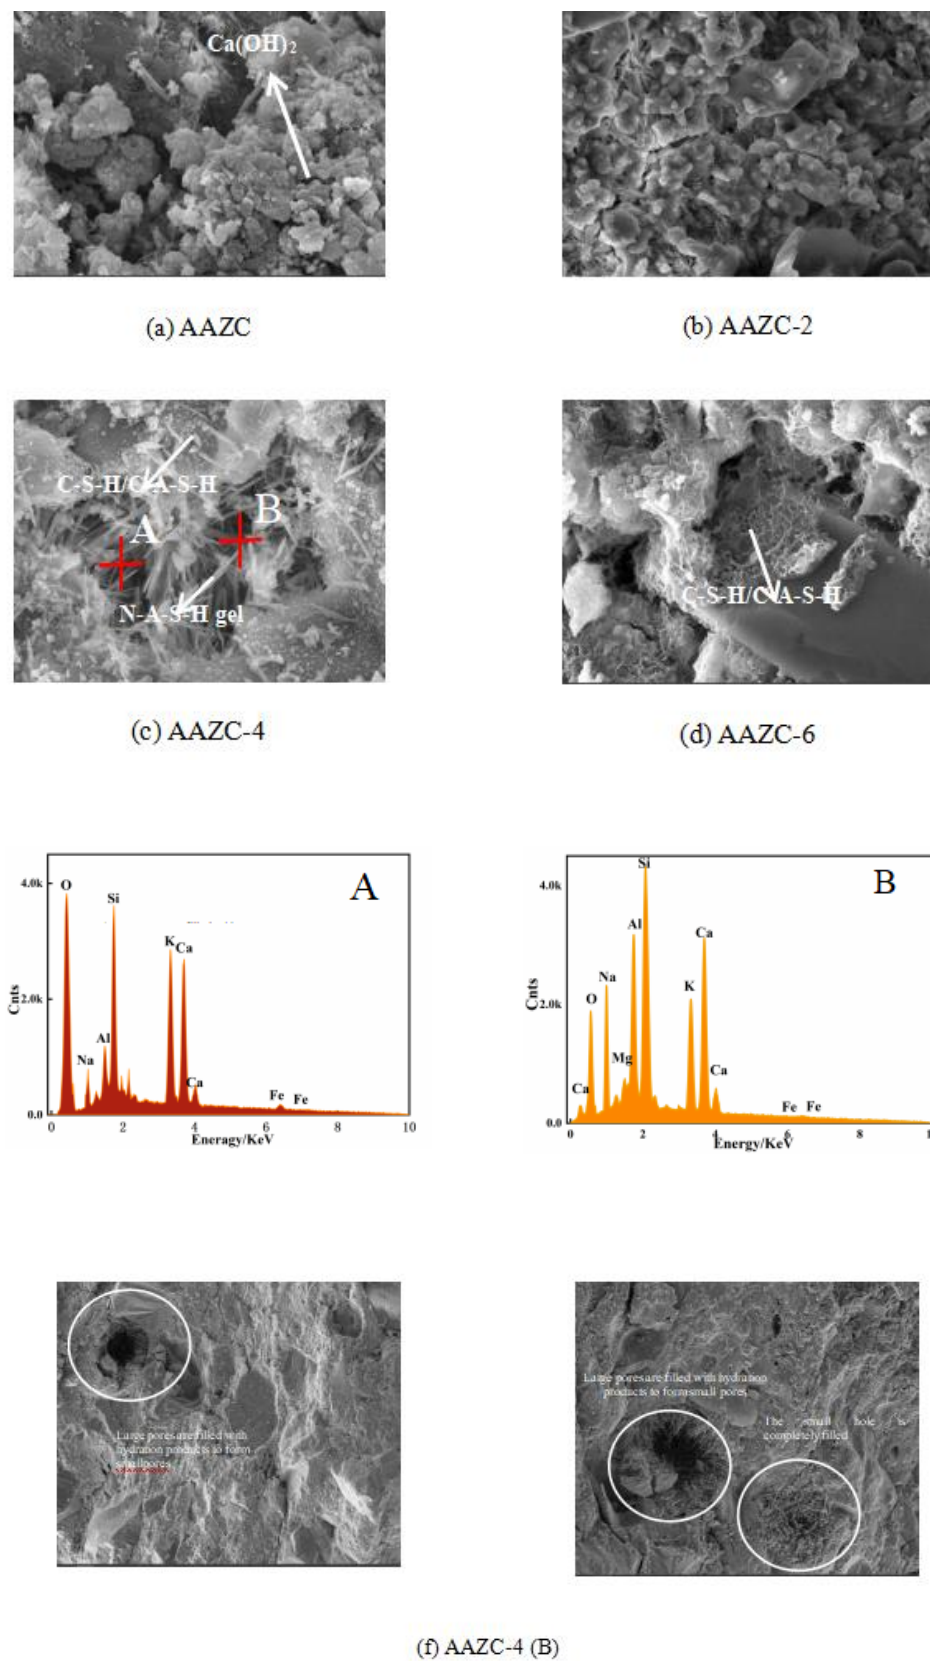 Ca(OH)2
(a) AAZC
(b) AAZC-2
C-S-H/C-A-S-H
A
B
N-A-S-H gel
C-S-H/C-A-S-H
(c) AAZC-4
(d) AAZC-6
A
O
Si
K
Ca
Al
Na
Ca
Fe
Fe
4.0k
2.0k
0.0
Cnts
0
2
4
6
8
10
Eneragy/KeV
B
Si
Al
Ca
Na
O
K
Mg
Ca
Ca
Fe
Fe
4.0k
2.0k
0.0
Cnts
0
2
4
6
8
Energy/KeV
Large pores are filled with
hydration products to form
smallpores
Large pores are filled with hydration
products to form small pores
The small hole is
completely filled
(f) AAZC-4 (B)